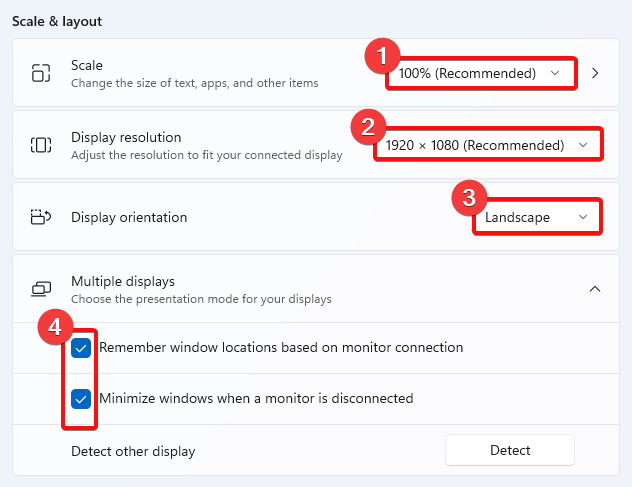 Scale & layout
Scale
Change the size of text, apps, and other items
1
100% (Recommended)
Display resolution
Adjust the resolution to fit your connected display
2
1920 × 1080 (Recommended)
Display orientation
3
Landscape
Multiple displays
Choose the presentation mode for your displays
4
Remember window locations based on monitor connection
Minimize windows when a monitor is disconnected
Detect other display
Detect